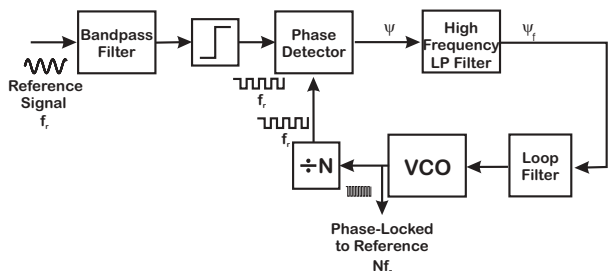 Bandpass
Filter
Phase
Detector
ψ
High
Frequency
LP Filter
ψf
Reference
Signal
fr
fr
fr
÷N
VCO
Loop
Filter
Phase-Locked
to Reference
Nfr